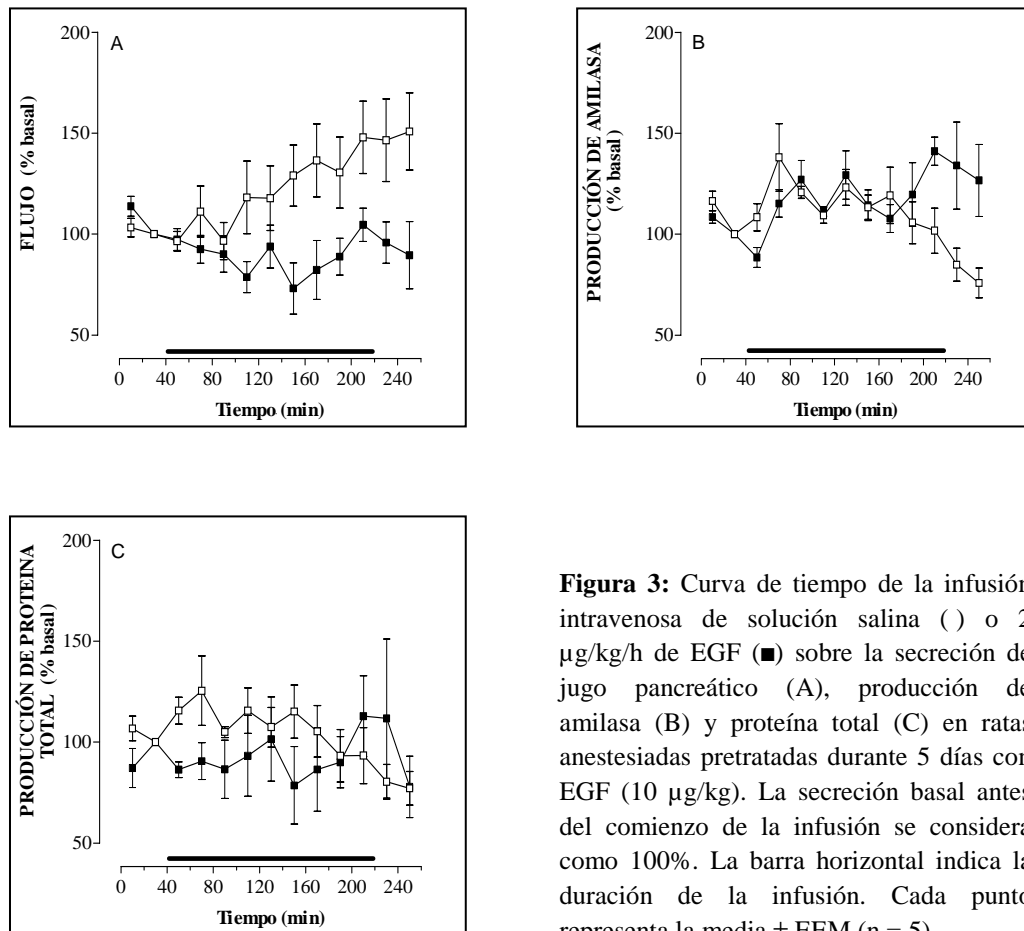 A
200
150
100
50
FLUJO (% basal)
0 40 80 120 160 200 240
Tiempo (min)
B
200
150
100
50
PRODUCCIÓN DE AMILASA
(% basal)
0 40 80 120 160 200 240
Tiempo (min)
C
200
150
100
50
PRODUCCIÓN DE PROTEINA
TOTAL (% basal)
0 40 80 120 160 200 240
Tiempo (min)
Figura 3: Curva de tiempo de la infusión
intravenosa de solución salina ( ) o 2
µg/kg/h de EGF (■) sobre la secreción de
jugo pancreático (A), producción de
amilasa (B) y proteína total (C) en ratas
anestesiadas pretratadas durante 5 días con
EGF (10 µg/kg). La secreción basal antes
del comienzo de la infusión se considera
como 100%. La barra horizontal indica la
duración de la infusión. Cada punto
representa la media ± EEM (n = 5)